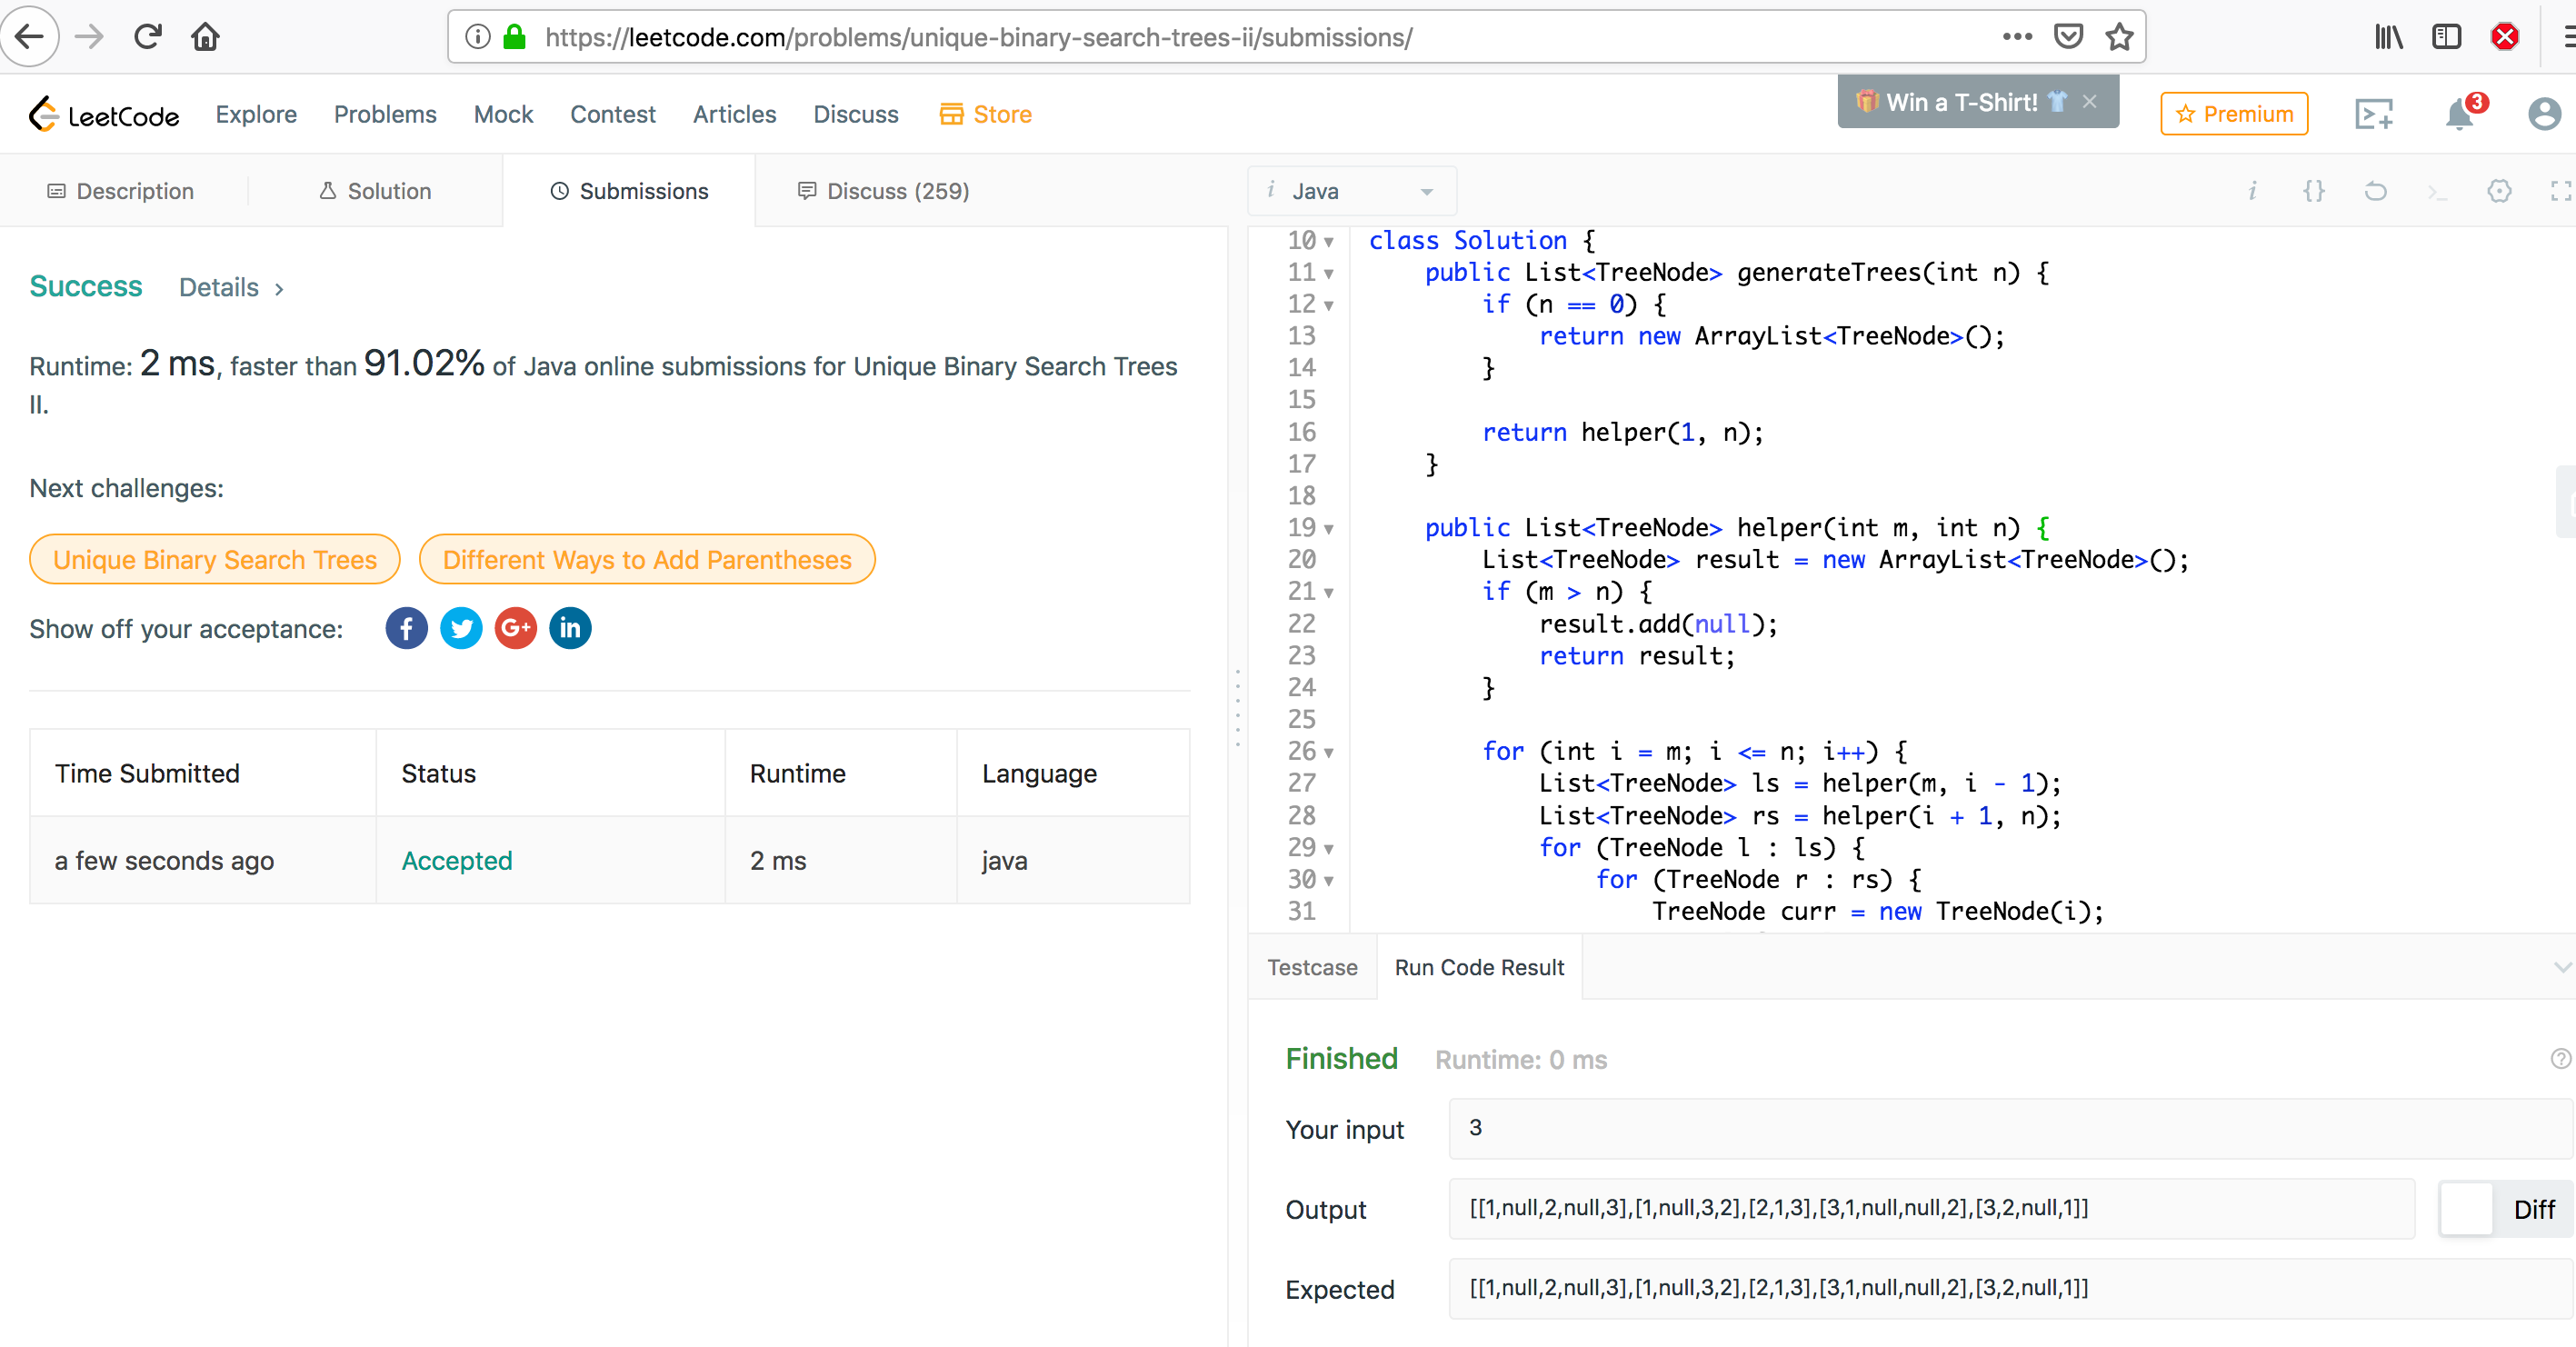 https://leetcode.com/problems/unique-binary-search-trees-ii/submissions/
LeetCode Explore Problems Mock Contest Articles Discuss Store Win a T-Shirt! Premium 3
Description Solution Submissions Discuss (259)
Success Details
Runtime: 2 ms, faster than 91.02% of Java online submissions for Unique Binary Search Trees
II.
Next challenges:
Unique Binary Search Trees Different Ways to Add Parentheses
Show off your acceptance: f G+ in
Time Submitted Status Runtime Language
a few seconds ago Accepted 2 ms java
i Java i {}
10 class Solution {
11     public List<TreeNode> generateTrees(int n) {
12         if (n == 0) {
13             return new ArrayList<TreeNode>();
14         }
15
16         return helper(1, n);
17     }
18
19     public List<TreeNode> helper(int m, int n) {
20         List<TreeNode> result = new ArrayList<TreeNode>();
21         if (m > n) {
22             result.add(null);
23             return result;
24         }
25
26         for (int i = m; i <= n; i++) {
27             List<TreeNode> ls = helper(m, i - 1);
28             List<TreeNode> rs = helper(i + 1, n);
29             for (TreeNode l : ls) {
30                 for (TreeNode r : rs) {
31                     TreeNode curr = new TreeNode(i);
Testcase Run Code Result
Finished Runtime: 0 ms
Your input 3
Output [[1,null,2,null,3],[1,null,3,2],[2,1,3],[3,1,null,null,2],[3,2,null,1]] Diff
Expected [[1,null,2,null,3],[1,null,3,2],[2,1,3],[3,1,null,null,2],[3,2,null,1]]